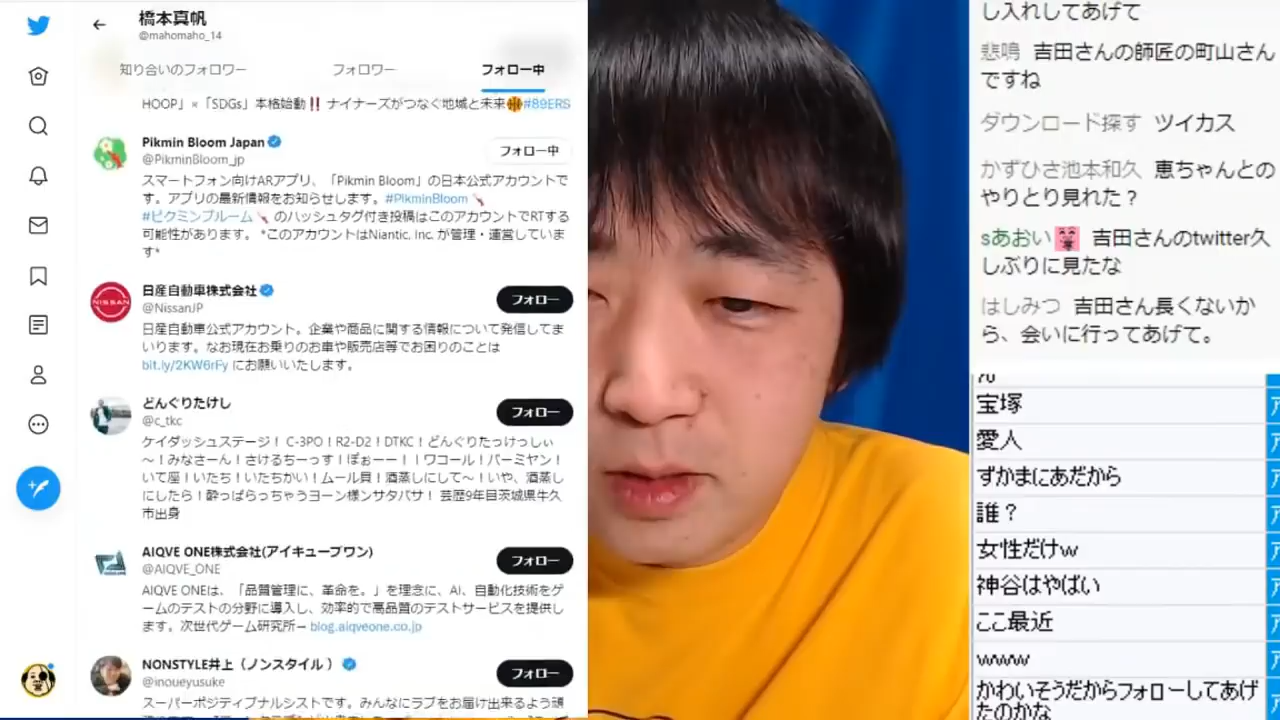 橋本真帆
@mahomaho_14
知り合いのフォロワー
フォロワー
フォロー中
HOOP」×「SDGs」本格始動‼ ナイナーズがつなぐ地域と未来#89ERS
Pikmin Bloom Japan
@PikminBloom_jp
フォロー中
スマートフォン向けARアプリ、「Pikmin Bloom」の日本公式アカウントで
す。アプリの最新情報をお知らせします。#PikminBloom
#ピクミンブルーム のハッシュタグ付き投稿はこのアカウントでRTする
可能性があります。 *このアカウントはNiantic, Inc. が管理・運営していま
す*
日産自動車株式会社
@NissanJP
フォロー
日産自動車公式アカウント。企業や商品に関する情報について発信してま
いります。なお現在お乗りのお車や販売店等でお困りのことは
bit.ly/2KW6rFy にお願いいたします。
NISSAN
どんぐりたけし
@c_tkc
フォロー
ケイダッシュステージ！ C-3PO！R2-D2！DTKC！どんぐりたっけっしぃ
～！みなさーん！さけるちーっす！ぽぉーー！！ワコール！バーミヤン！
いて座！いたち！いたちかい！ムール貝！酒蒸しにして～！いや、酒蒸し
にしたら！酔っぱらっちゃうヨーン様ンサタバサ！ 芸歴9年目茨城県牛久
市出身
AIQVE ONE株式会社(アイキューブワン)
@AIQVE_ONE
フォロー
AIQVE ONEは、「品質管理に、革命を。」を理念に、AI、自動化技術をゲ
ームのテストの分野に導入し、効率的で高品質のテストサービスを提供し
ます。次世代ゲーム研究所→ blog.aiqveone.co.jp
NONSTYLE井上（ノンスタイル ）
@inoueyusuke
フォロー
スーパーポジティブナルシストです。みんなにラブをお届け出来るよう頑
し入れしてあげて
悲鳴 吉田さんの師匠の町山さん
ですね
ダウンロード探す ツイカス
かずひさ池本和久 恵ちゃんとの
やりとり見れた？
sあおい 吉田さんのtwitter久
しぶりに見たな
はしみつ 吉田さん長くないか
ら、会いに行ってあげて。
宝塚
愛人
ずかまにあだから
誰？
女性だけw
神谷はやばい
ここ最近
www
かわいそうだからフォローしてあげ
たのかな